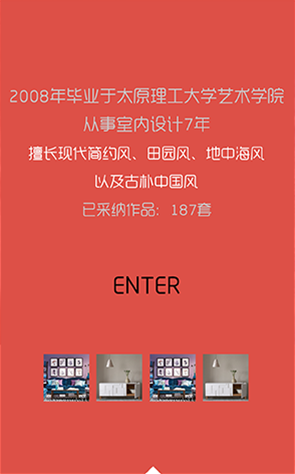 2008年毕业于太原理工大学艺术学院
从事室内设计7年
擅长现代简约风、田园风、地中海风
以及古朴中国风
已采纳作品：187套
ENTER